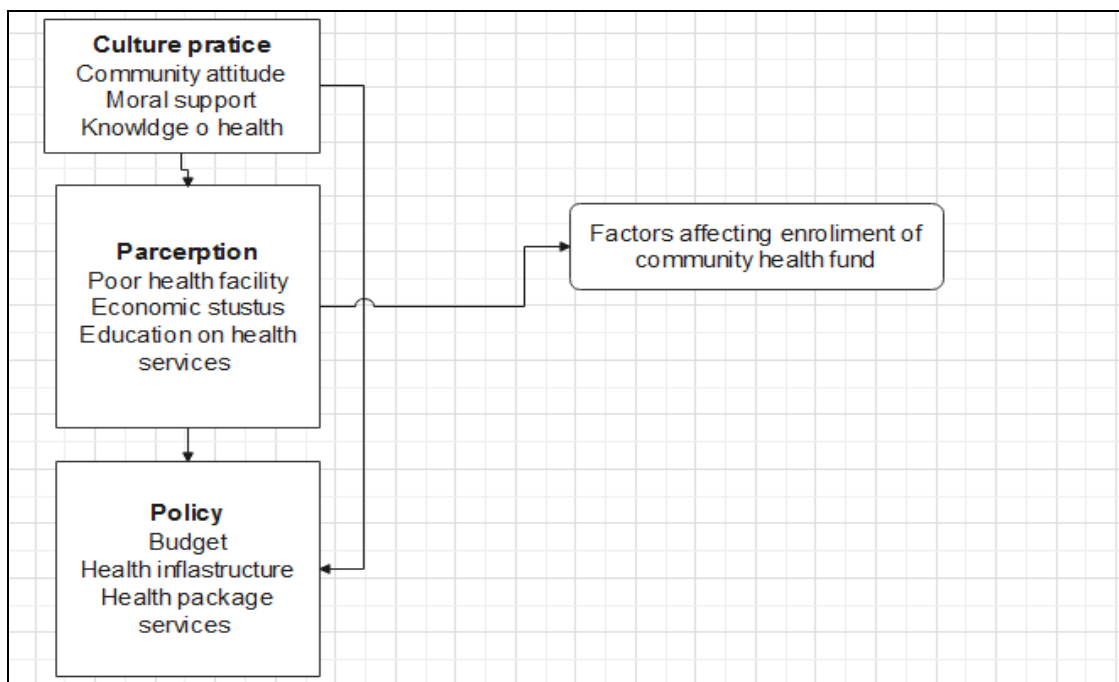 Culture pratice
Community attitude
Moral support
Knowldge o health
Parcerption
Poor health facility
Economic stustus
Education on health
services
Policy
Budget
Health inflastructure
Health package
services
Factors affecting enroliment of
community health fund